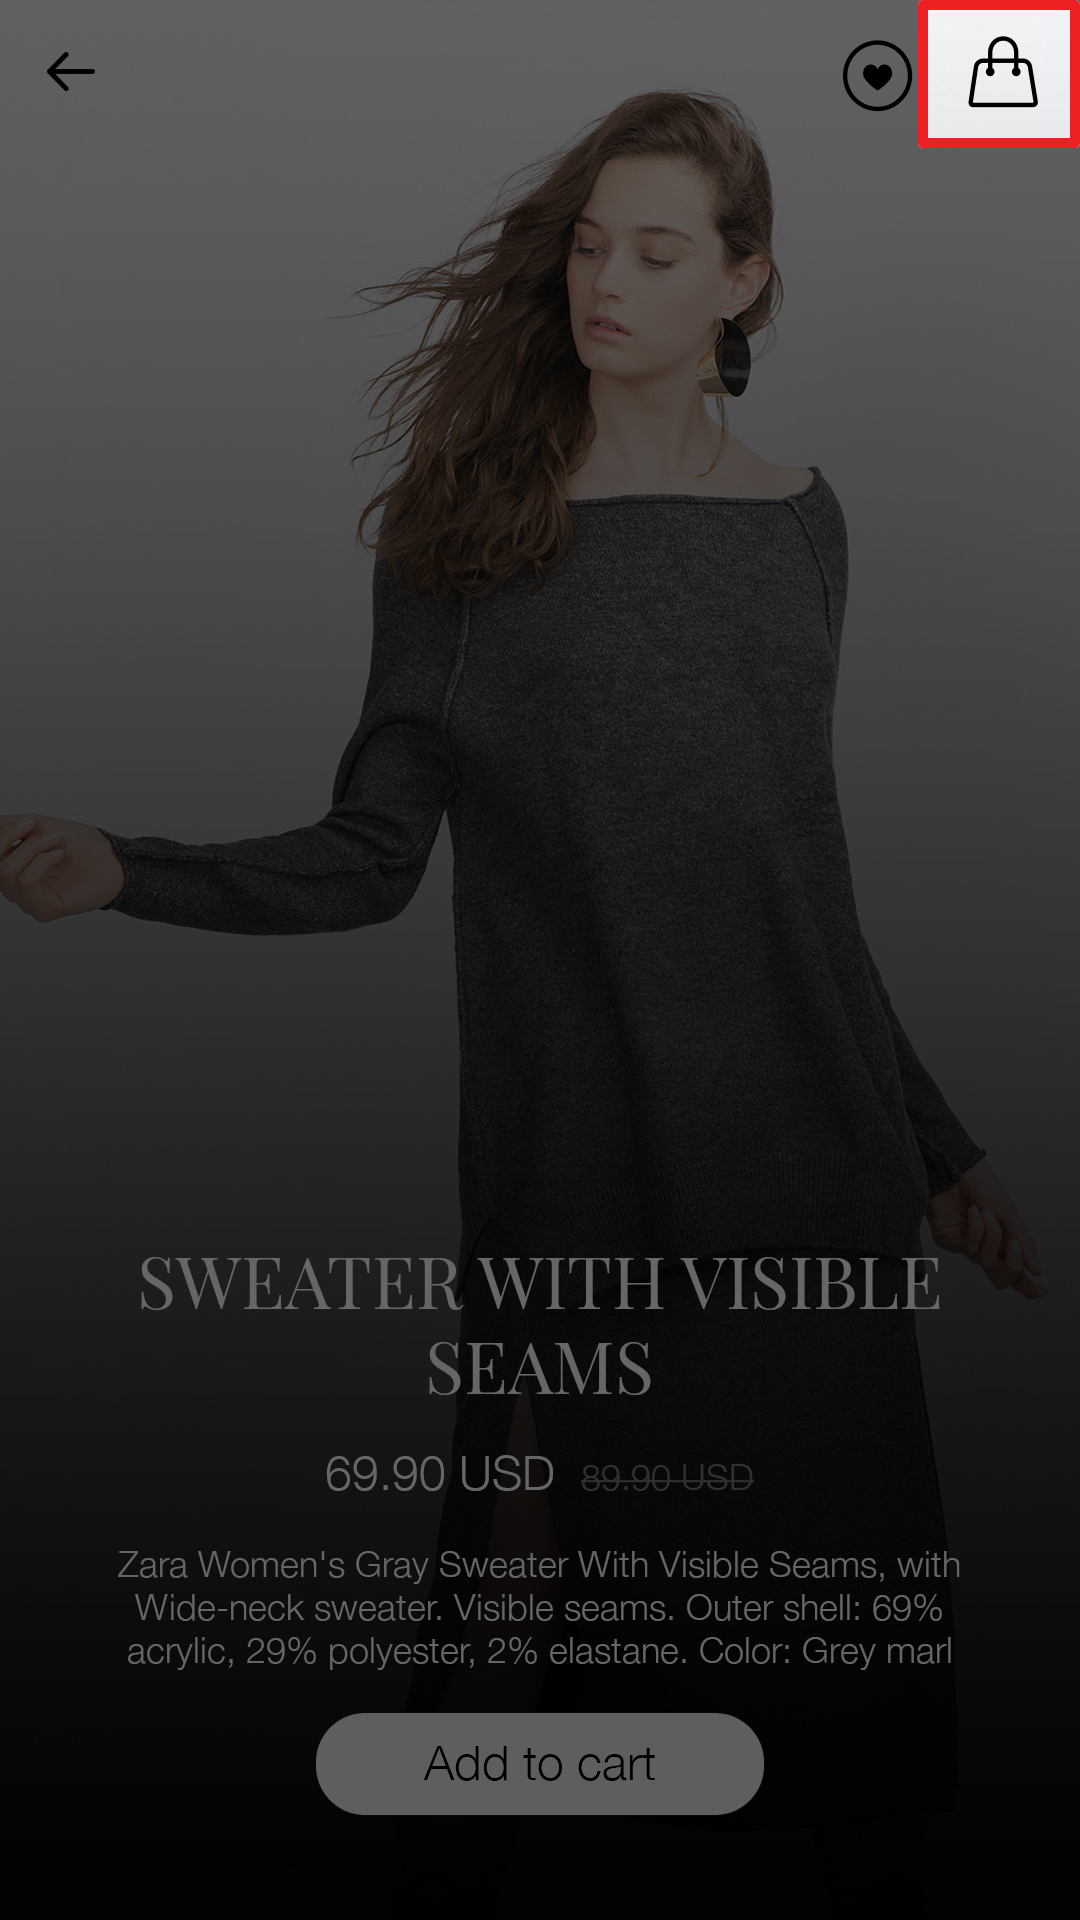 SWEATER WITH VISIBLE
SEAMS
69.90 USD 89.90 USD
Zara Women's Gray Sweater With Visible Seams, with
Wide-neck sweater. Visible seams. Outer shell: 69%
acrylic, 29% polyester, 2% elastane. Color: Grey marl
Add to cart